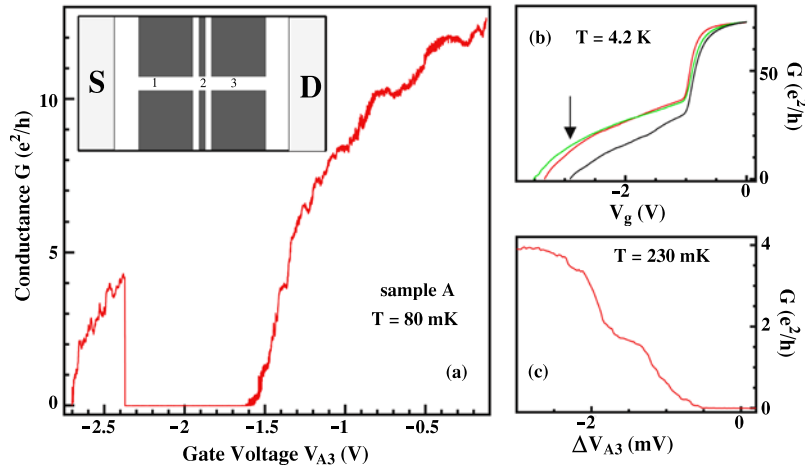 S
1
2
3
D
10
5
0
Conductance G (e²/h)
sample A
T = 80 mK
(a)
−2.5
−2.0
−1.5
−1.0
−0.5
Gate Voltage V_A3 (V)
(b)
T = 4.2 K
50
0
G (e²/h)
−2
0
V_g (V)
T = 230 mK
(c)
4
2
0
G (e²/h)
−2
0
ΔV_A3 (mV)